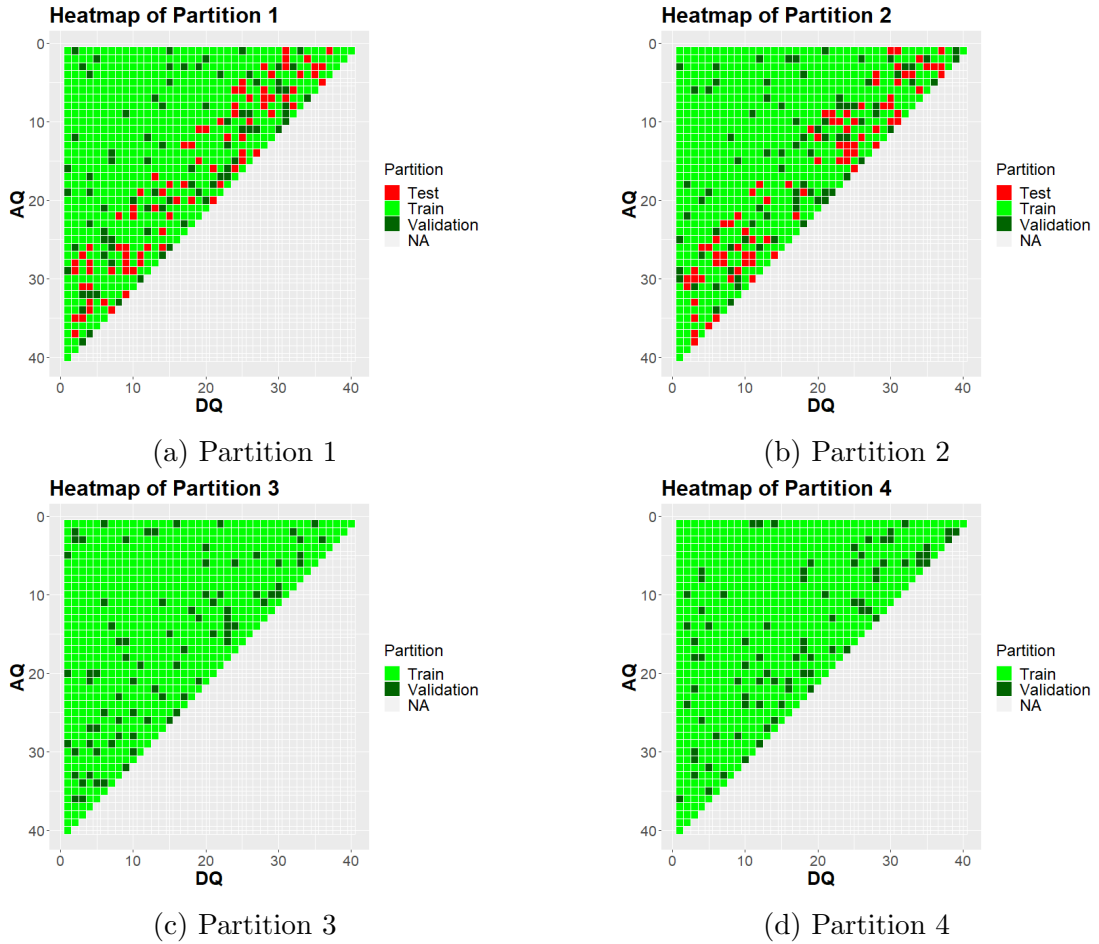 Heatmap of Partition 1
0
10
20
30
40
AQ
0 10 20 30 40
DQ
Partition
Test
Train
Validation
NA
(a) Partition 1
Heatmap of Partition 2
0
10
20
30
40
AQ
0 10 20 30 40
DQ
Partition
Test
Train
Validation
NA
(b) Partition 2
Heatmap of Partition 3
0
10
20
30
40
AQ
0 10 20 30 40
DQ
Partition
Train
Validation
NA
(c) Partition 3
Heatmap of Partition 4
0
10
20
30
40
AQ
0 10 20 30 40
DQ
Partition
Train
Validation
NA
(d) Partition 4